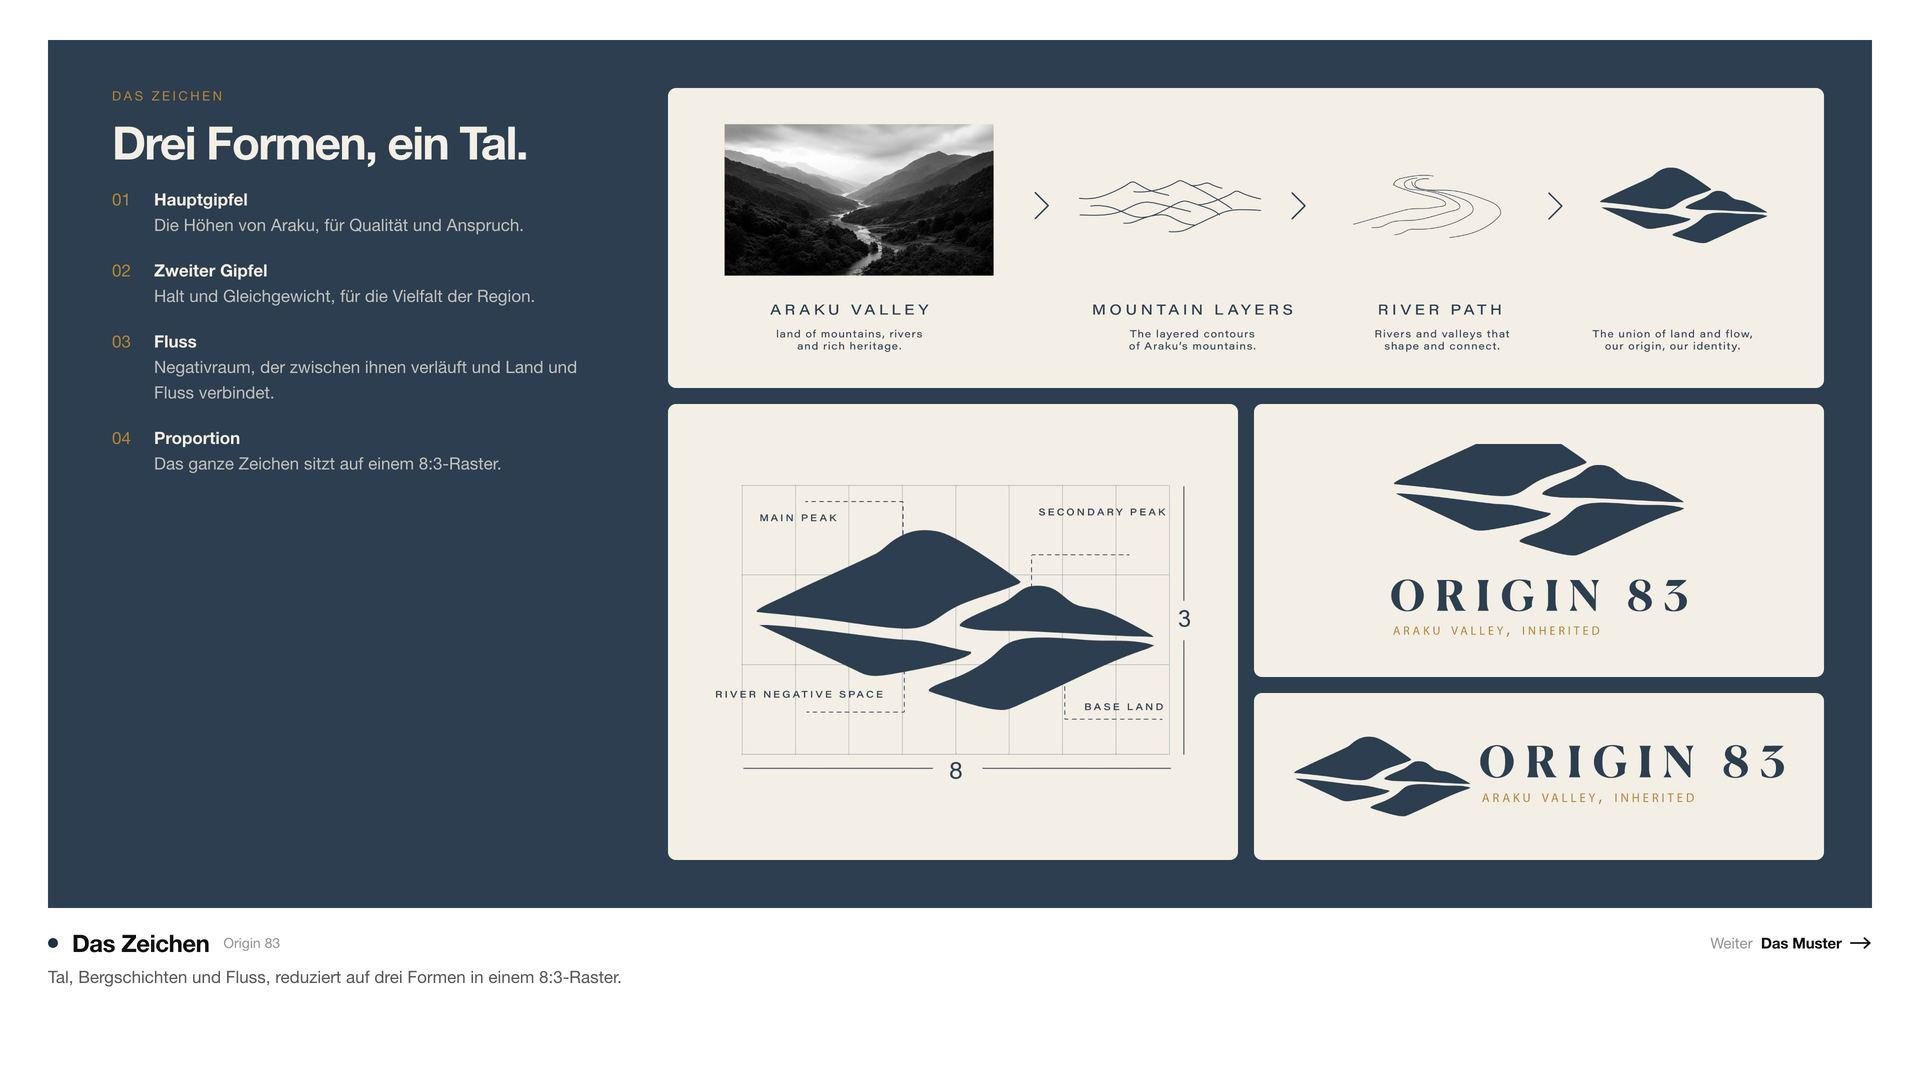 DAS ZEICHEN
Drei Formen, ein Tal.
01 Hauptgipfel
Die Höhen von Araku, für Qualität und Anspruch.
02 Zweiter Gipfel
Halt und Gleichgewicht, für die Vielfalt der Region.
03 Fluss
Negativraum, der zwischen ihnen verläuft und Land und
Fluss verbindet.
04 Proportion
Das ganze Zeichen sitzt auf einem 8:3-Raster.
ARAKU VALLEY
land of mountains, rivers
and rich heritage.
MOUNTAIN LAYERS
The layered contours
of Araku’s mountains.
RIVER PATH
Rivers and valleys that
shape and connect.
The union of land and flow,
our origin, our identity.
MAIN PEAK
SECONDARY PEAK
3
RIVER NEGATIVE SPACE
BASE LAND
8
ORIGIN 83
ARAKU VALLEY, INHERITED
ORIGIN 83
ARAKU VALLEY, INHERITED
Das Zeichen Origin 83
Weiter Das Muster
Tal, Bergschichten und Fluss, reduziert auf drei Formen in einem 8:3-Raster.